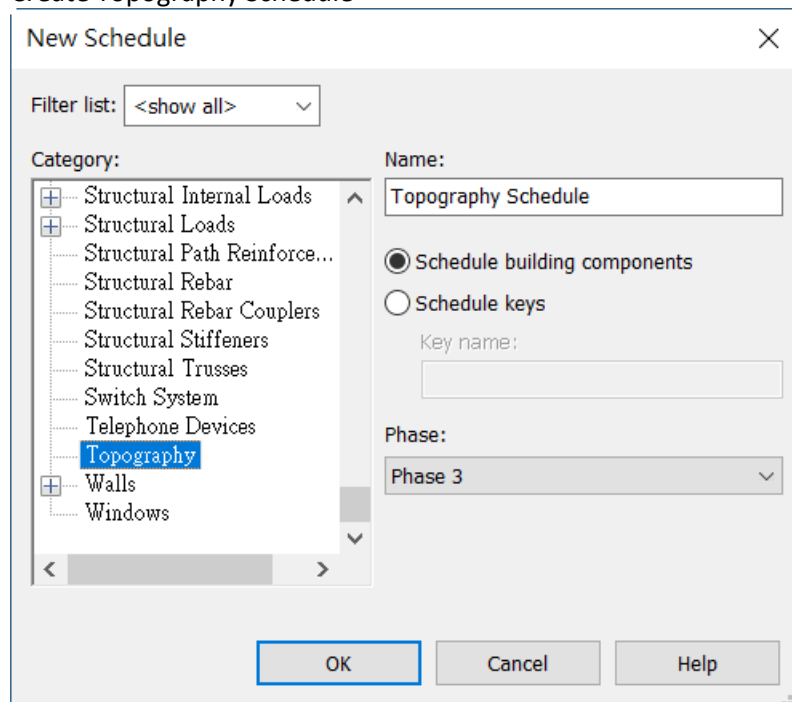 Create Topography Schedule
New Schedule
Filter list: <show all>
Category:
Structural Internal Loads
Structural Loads
Structural Path Reinforce...
Structural Rebar
Structural Rebar Couplers
Structural Stiffeners
Structural Trusses
Switch System
Telephone Devices
Topography
Walls
Windows
Name:
Topography Schedule
Schedule building components
Schedule keys
Key name:
Phase:
Phase 3
OK
Cancel
Help